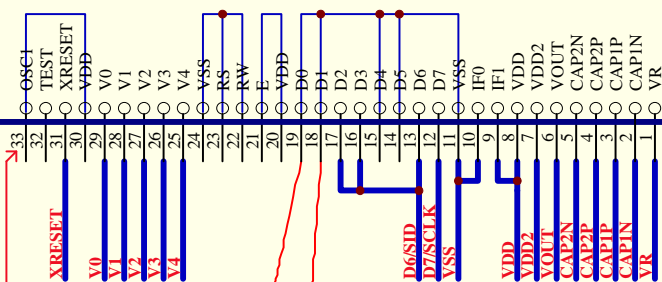 OSC1
TEST
XRESET
VDD
V0
V1
V2
V3
V4
VSS
RS
RW
E
VDD
D0
D1
D2
D3
D4
D5
D6
D7
VSS
IF0
IF1
VDD
VDD2
VOUT
CAP2N
CAP2P
CAP1P
CAP1N
VR
33
32
31
30
29
28
27
26
25
24
23
22
21
20
19
18
17
16
15
14
13
12
11
10
9
8
7
6
5
4
3
2
1
XRESET
V0
V1
V2
V3
V4
D6/SID
D7/SCLK
VSS
VDD
VDD2
VOUT
CAP2N
CAP2P
CAP1P
CAP1N
VR